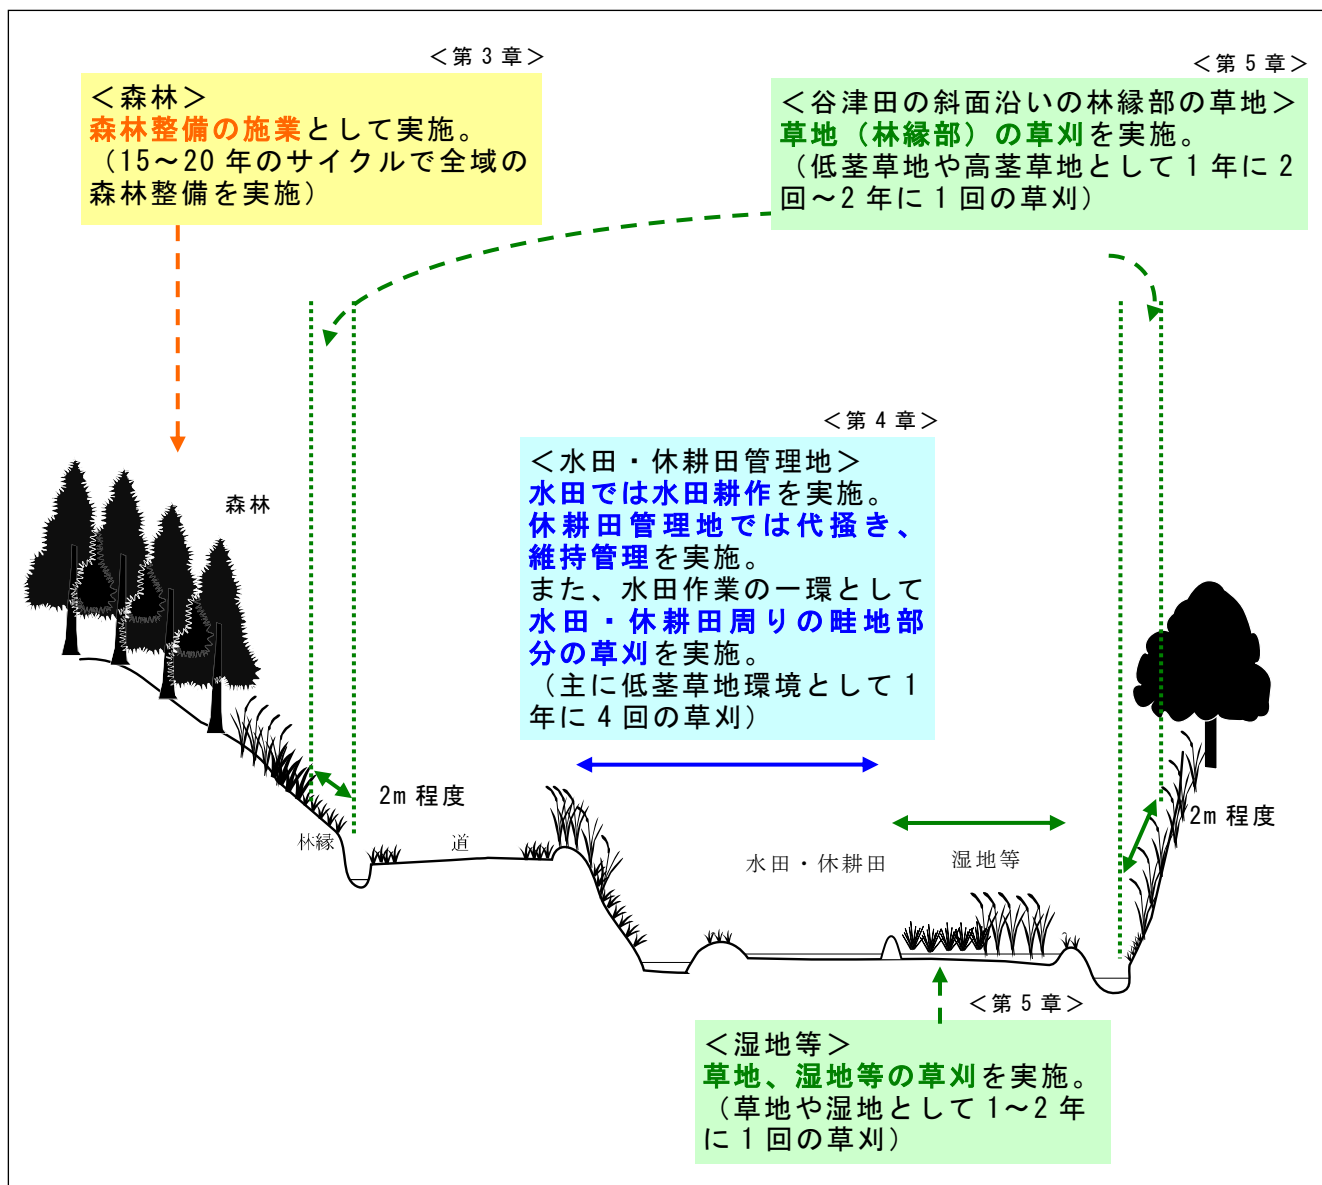 ＜第３章＞
＜森林＞
森林整備の施業として実施。
（15～20 年のサイクルで全域の
森林整備を実施）
＜第５章＞
＜谷津田の斜面沿いの林縁部の草地＞
草地（林縁部）の草刈を実施。
（低茎草地や高茎草地として 1 年に 2
回～2 年に 1 回の草刈）
＜第４章＞
＜水田・休耕田管理地＞
水田では水田耕作を実施。
休耕田管理地では代掻き、
維持管理を実施。
また、水田作業の一環として
水田・休耕田周りの畦地部
分の草刈を実施。
（主に低茎草地環境として 1
年に 4 回の草刈）
森林
2m 程度
2m 程度
林縁
道
水田・休耕田
湿地等
＜第５章＞
＜湿地等＞
草地、湿地等の草刈を実施。
（草地や湿地として 1～2 年
に 1 回の草刈）